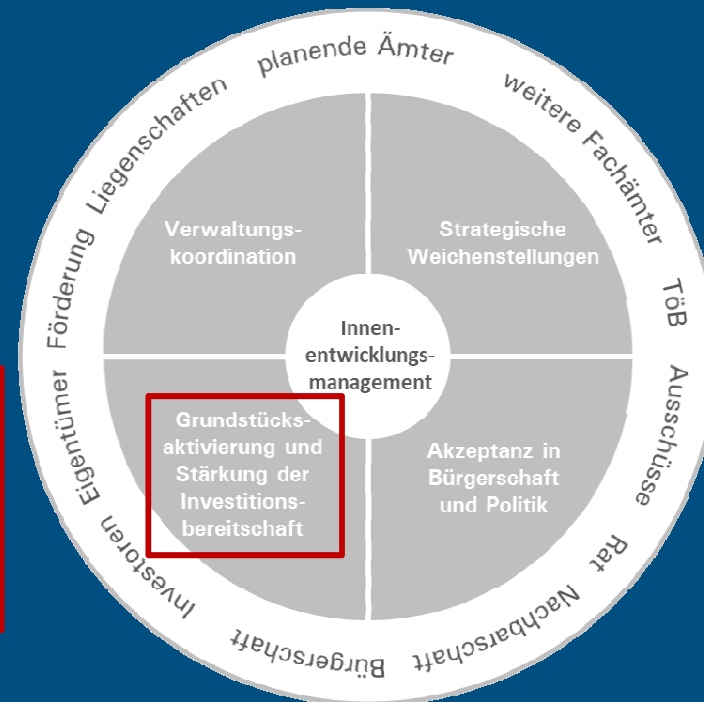 planende Ämter
weitere Fachämter
TöB
Ausschüsse
Rat
Nachbarschaft
Bürgerschaft
Investoren
Eigentümer
Förderung
Liegenschaften
Verwaltungs-
koordination
Strategische
Weichenstellungen
Innen-
entwicklungs-
management
Grundstücks-
aktivierung und
Stärkung der
Investitions-
bereitschaft
Akzeptanz in
Bürgerschaft
und Politik